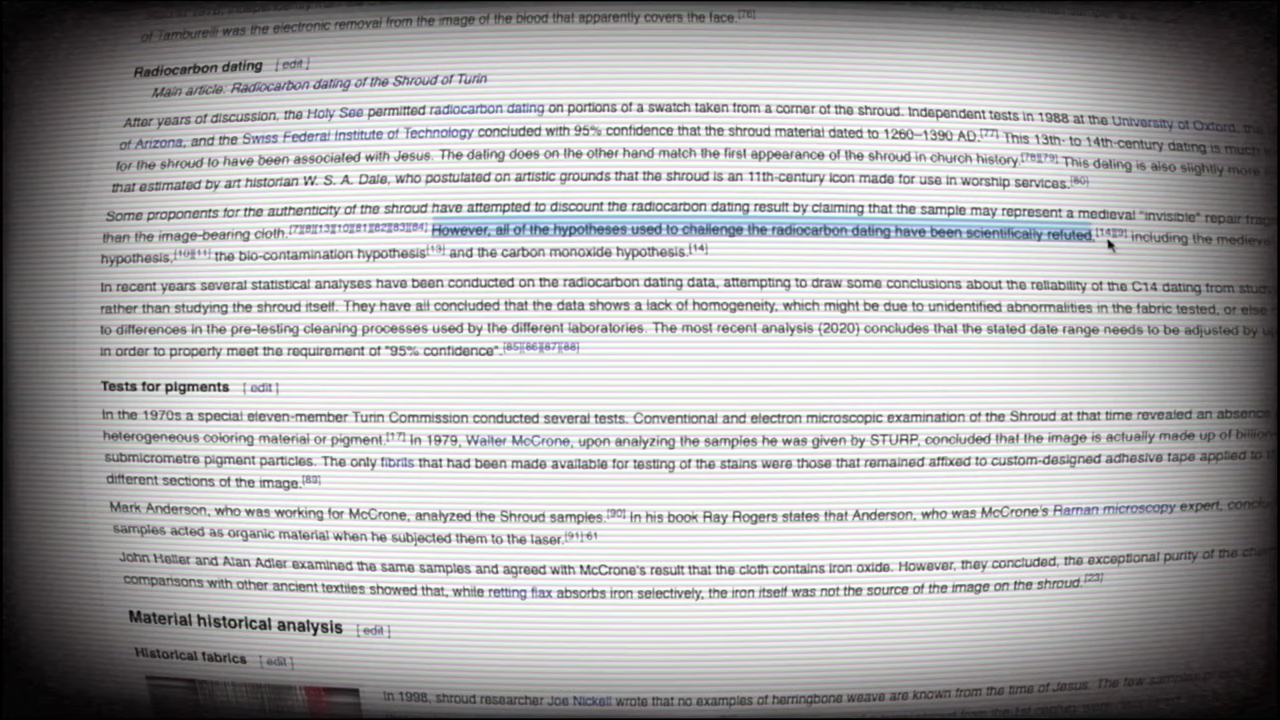 of Tamburelli was the electronic removal from the image of the blood that apparently covers the face.[76]
Radiocarbon dating [ edit ]
Main article: Radiocarbon dating of the Shroud of Turin
After years of discussion, the Holy See permitted radiocarbon dating on portions of a swatch taken from a corner of the shroud. Independent tests in 1988 at the University of Oxford, the
of Arizona, and the Swiss Federal Institute of Technology concluded with 95% confidence that the shroud material dated to 1260–1390 AD.[77] This 13th- to 14th-century dating is much
for the shroud to have been associated with Jesus. The dating does on the other hand match the first appearance of the shroud in church history.[78][79] This dating is also slightly more
that estimated by art historian W. S. A. Dale, who postulated on artistic grounds that the shroud is an 11th-century icon made for use in worship services.[80]
Some proponents for the authenticity of the shroud have attempted to discount the radiocarbon dating result by claiming that the sample may represent a medieval "invisible" repair
than the image-bearing cloth.[7][8][13][10][81][82][83][84] However, all of the hypotheses used to challenge the radiocarbon dating have been scientifically refuted,[14][9] including the
hypothesis,[10][11] the bio-contamination hypothesis[13] and the carbon monoxide hypothesis.[14]
In recent years several statistical analyses have been conducted on the radiocarbon dating data, attempting to draw some conclusions about the reliability of the C14 dating from
rather than studying the shroud itself. They have all concluded that the data shows a lack of homogeneity, which might be due to unidentified abnormalities in the fabric tested, or else
to differences in the pre-testing cleaning processes used by the different laboratories. The most recent analysis (2020) concludes that the stated date range needs to be adjusted by
in order to properly meet the requirement of "95% confidence".[85][86][87][88]
Tests for pigments [ edit ]
In the 1970s a special eleven-member Turin Commission conducted several tests. Conventional and electron microscopic examination of the Shroud at that time revealed an absence
heterogeneous coloring material or pigment.[17] In 1979, Walter McCrone, upon analyzing the samples he was given by STURP, concluded that the image is actually made up of
submicrometre pigment particles. The only fibrils that had been made available for testing of the stains were those that remained affixed to custom-designed adhesive tape applied to
different sections of the image.[89]
Mark Anderson, who was working for McCrone, analyzed the Shroud samples.[90] In his book Ray Rogers states that Anderson, who was McCrone's Raman microscopy expert,
samples acted as organic material when he subjected them to the laser.[91]:61
John Heller and Alan Adler examined the same samples and agreed with McCrone's result that the cloth contains iron oxide. However, they concluded, the exceptional purity of the
comparisons with other ancient textiles showed that, while retting flax absorbs iron selectively, the iron itself was not the source of the image on the shroud.[23]
Material historical analysis [ edit ]
Historical fabrics [ edit ]
In 1998, shroud researcher Joe Nickell wrote that no examples of herringbone weave are known from the time of Jesus. The few